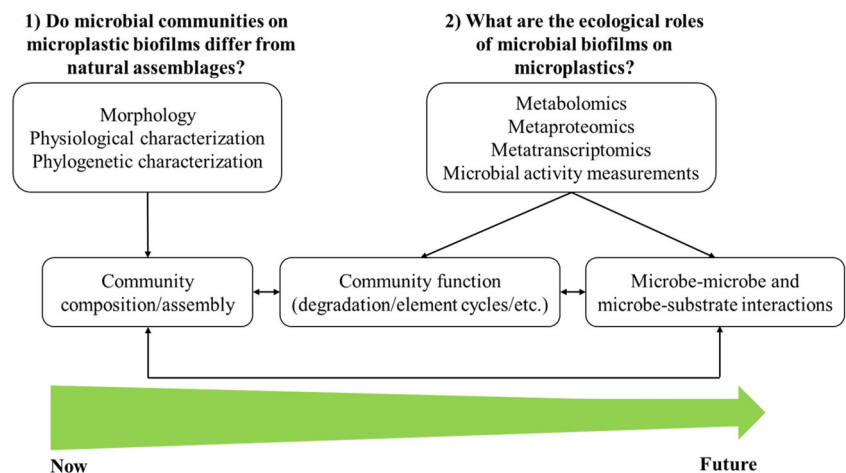 1) Do microbial communities on
microplastic biofilms differ from
natural assemblages?
2) What are the ecological roles
of microbial biofilms on
microplastics?
Morphology
Physiological characterization
Phylogenetic characterization
Metabolomics
Metaproteomics
Metatranscriptomics
Microbial activity measurements
Community
composition/assembly
Community function
(degradation/element cycles/etc.)
Microbe-microbe and
microbe-substrate interactions
Now
Future